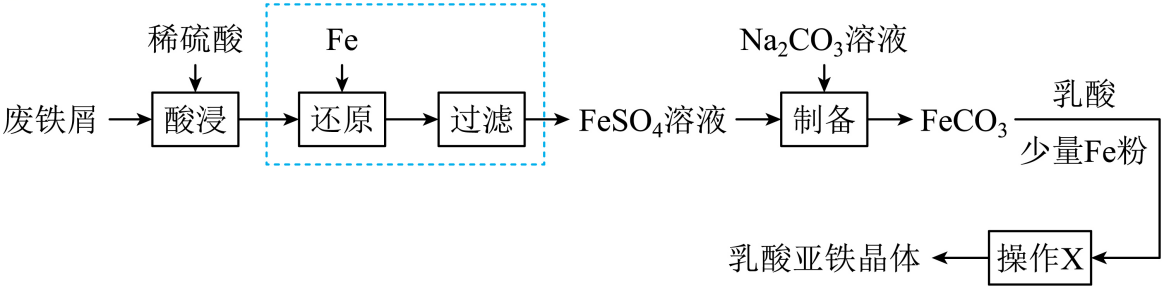 稀硫酸
Fe
Na₂CO₃溶液
废铁屑
酸浸
还原
过滤
FeSO₄溶液
制备
FeCO₃
乳酸
少量Fe粉
乳酸亚铁晶体
操作X